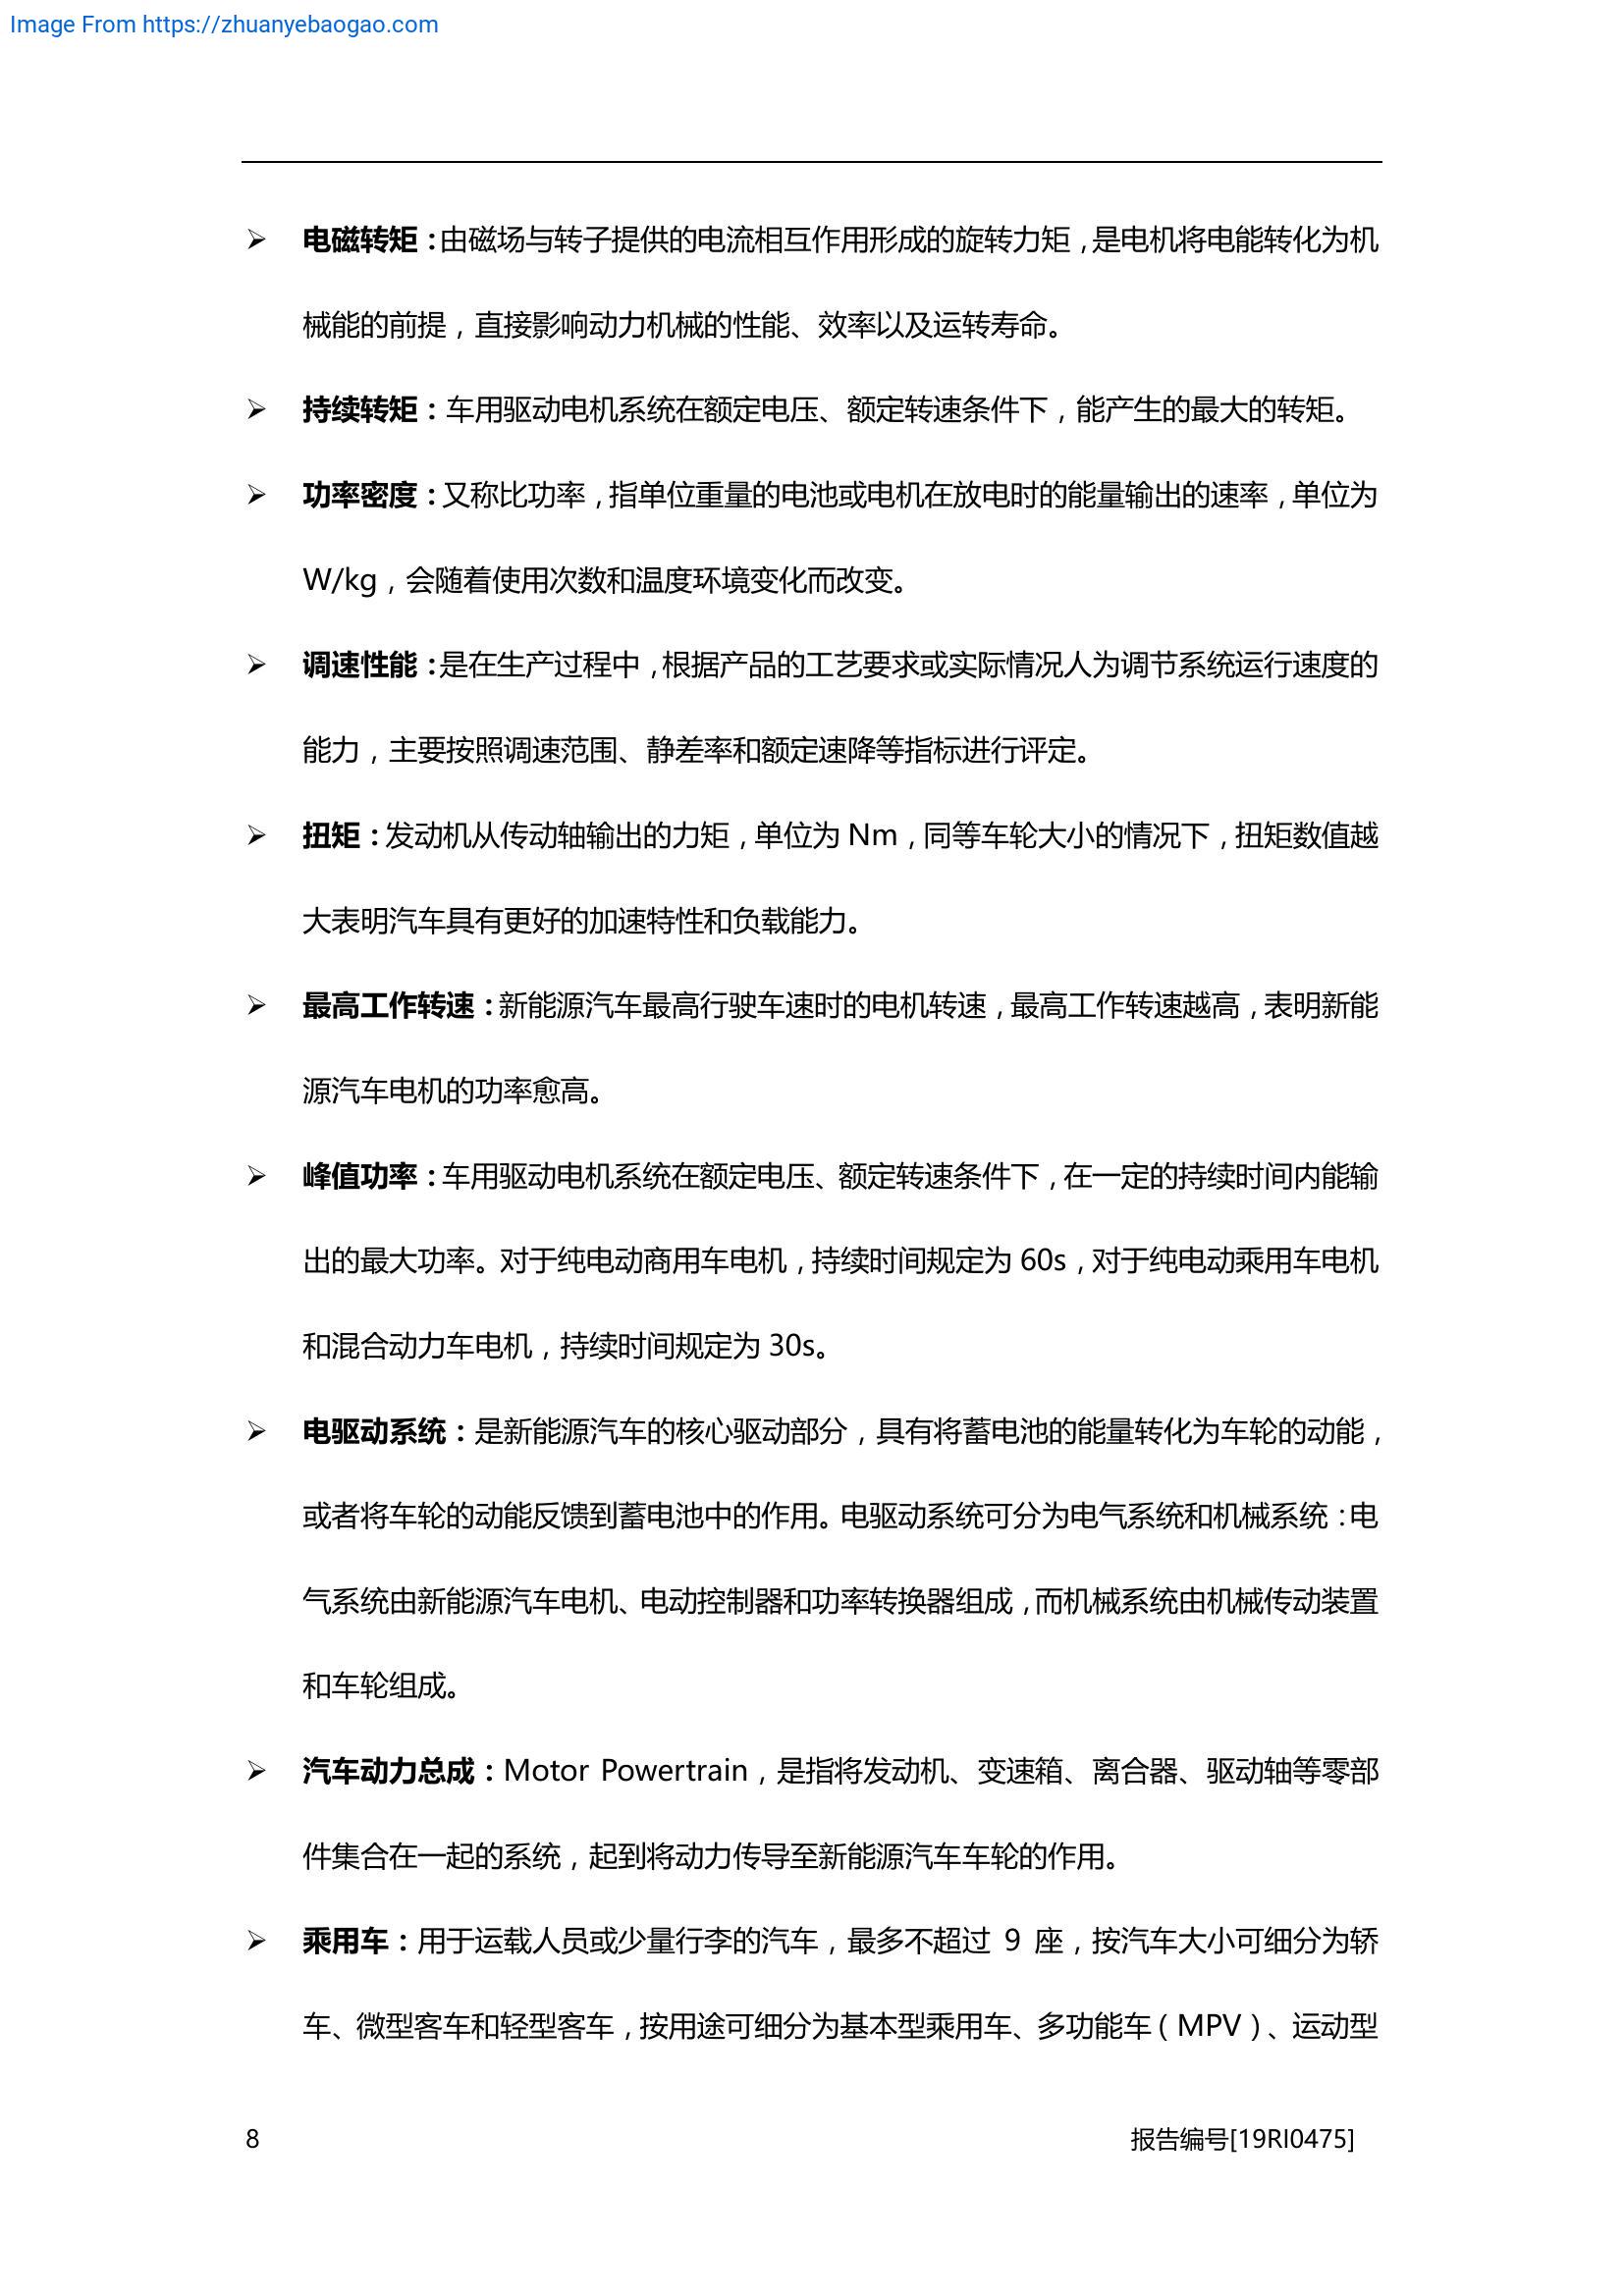 Image From https://zhuanyebaogao.com
➢ 电磁转矩：由磁场与转子提供的电流相互作用形成的旋转力矩，是电机将电能转化为机
械能的前提，直接影响动力机械的性能、效率以及运转寿命。
➢ 持续转矩：车用驱动电机系统在额定电压、额定转速条件下，能产生的最大的转矩。
➢ 功率密度：又称比功率，指单位重量的电池或电机在放电时的能量输出的速率，单位为
W/kg，会随着使用次数和温度环境变化而改变。
➢ 调速性能：是在生产过程中，根据产品的工艺要求或实际情况人为调节系统运行速度的
能力，主要按照调速范围、静差率和额定速降等指标进行评定。
➢ 扭矩：发动机从传动轴输出的力矩，单位为 Nm，同等车轮大小的情况下，扭矩数值越
大表明汽车具有更好的加速特性和负载能力。
➢ 最高工作转速：新能源汽车最高行驶车速时的电机转速，最高工作转速越高，表明新能
源汽车电机的功率愈高。
➢ 峰值功率：车用驱动电机系统在额定电压、额定转速条件下，在一定的持续时间内能输
出的最大功率。对于纯电动商用车电机，持续时间规定为 60s，对于纯电动乘用车电机
和混合动力车电机，持续时间规定为 30s。
➢ 电驱动系统：是新能源汽车的核心驱动部分，具有将蓄电池的能量转化为车轮的动能，
或者将车轮的动能反馈到蓄电池中的作用。电驱动系统可分为电气系统和机械系统：电
气系统由新能源汽车电机、电动控制器和功率转换器组成，而机械系统由机械传动装置
和车轮组成。
➢ 汽车动力总成：Motor Powertrain，是指将发动机、变速箱、离合器、驱动轴等零部
件集合在一起的系统，起到将动力传导至新能源汽车车轮的作用。
➢ 乘用车：用于运载人员或少量行李的汽车，最多不超过 9 座，按汽车大小可细分为轿
车、微型客车和轻型客车，按用途可细分为基本型乘用车、多功能车（MPV）、运动型
8 报告编号[19RI0475]